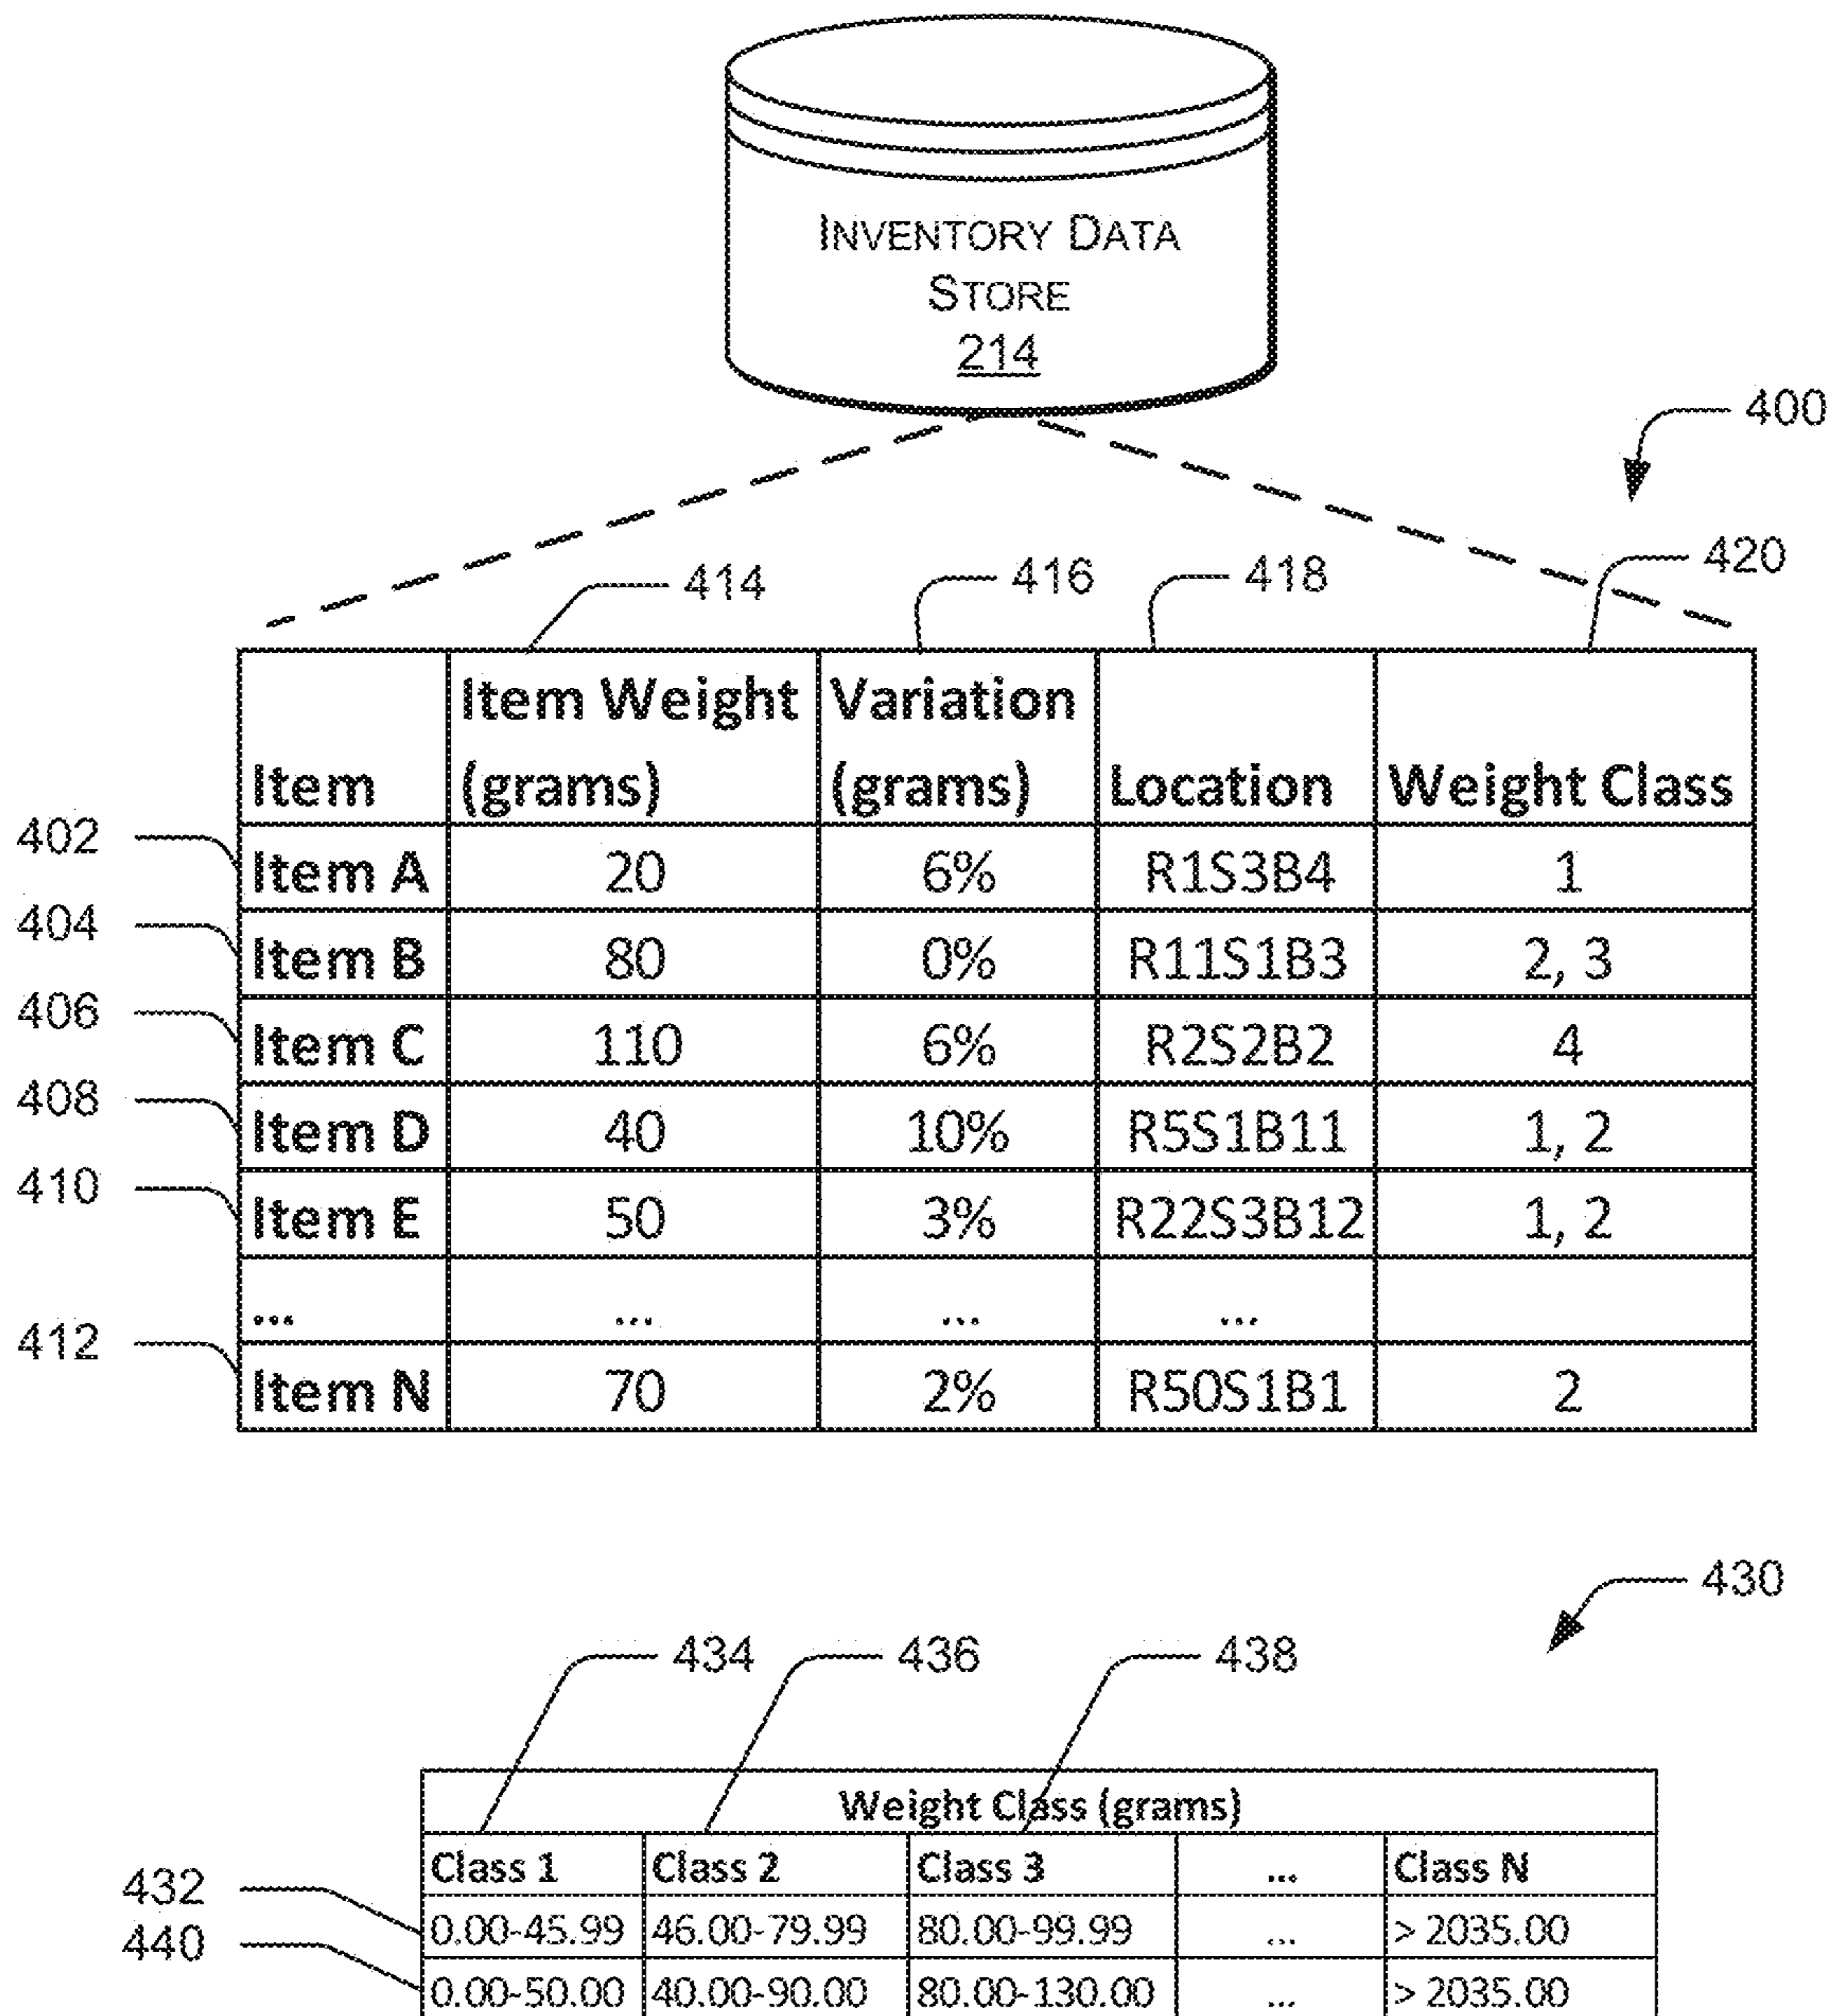 INVENTORY DATA
STORE
214
400
414 416 418 420
Item Item Weight (grams) Variation (grams) Location Weight Class
402 Item A 20 6% R1S3B4 1
404 Item B 80 0% R11S1B3 2, 3
406 Item C 110 6% R2S2B2 4
408 Item D 40 10% R5S1B11 1, 2
410 Item E 50 3% R22S3B12 1, 2
... ... ... ...
412 Item N 70 2% R50S1B1 2
430
434 436 438
Weight Class (grams)
Class 1 Class 2 Class 3 ... Class N
432 0.00-45.99 46.00-79.99 80.00-99.99 ... > 2035.00
440 0.00-50.00 40.00-90.00 80.00-130.00 ... > 2035.00